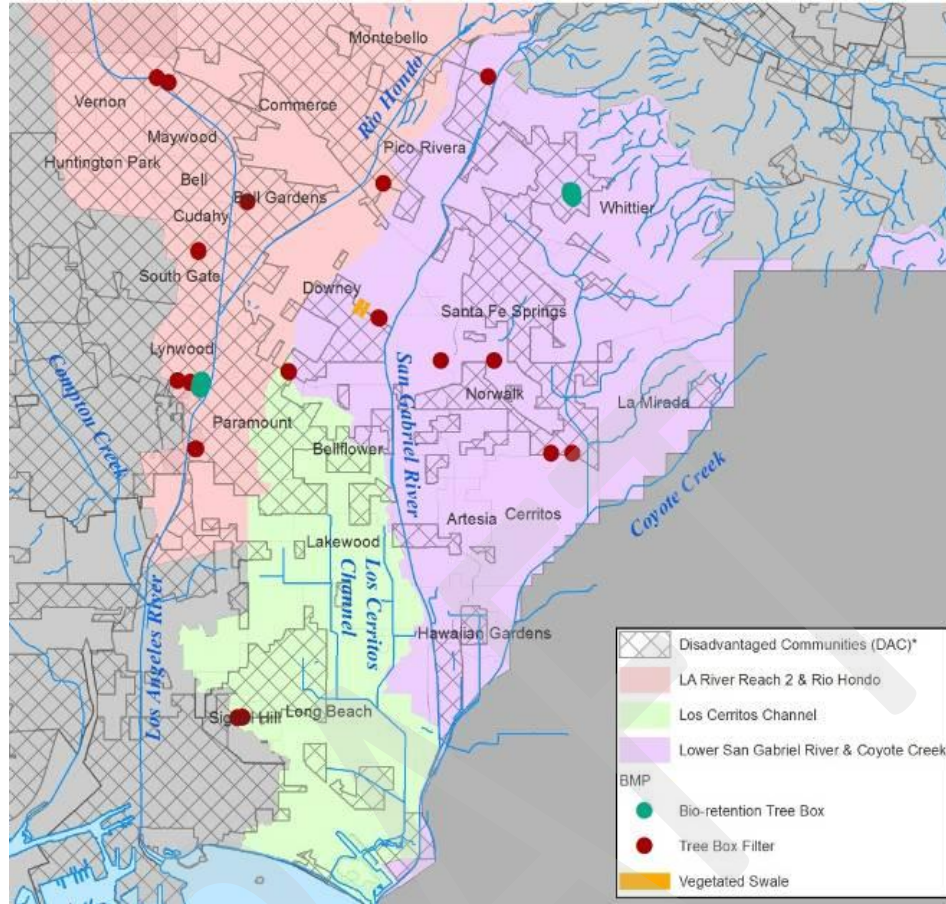 Montebello
Vernon
Commerce
Rio Hondo
Maywood
Pico Rivera
Huntington Park
Bell
Bell Gardens
Cudahy
Whittier
South Gate
Downey
Santa Fe Springs
Lynwood
Compton Creek
San Gabriel River
Norwalk
La Mirada
Paramount
Bellflower
Coyote Creek
Artesia
Cerritos
Lakewood
Los Cerritos
Channel
Los Angeles River
Hawaiian Gardens
Signal Hill
Long Beach
Disadvantaged Communities (DAC)*
LA River Reach 2 & Rio Hondo
Los Cerritos Channel
Lower San Gabriel River & Coyote Creek
BMP
Bio-retention Tree Box
Tree Box Filter
Vegetated Swale